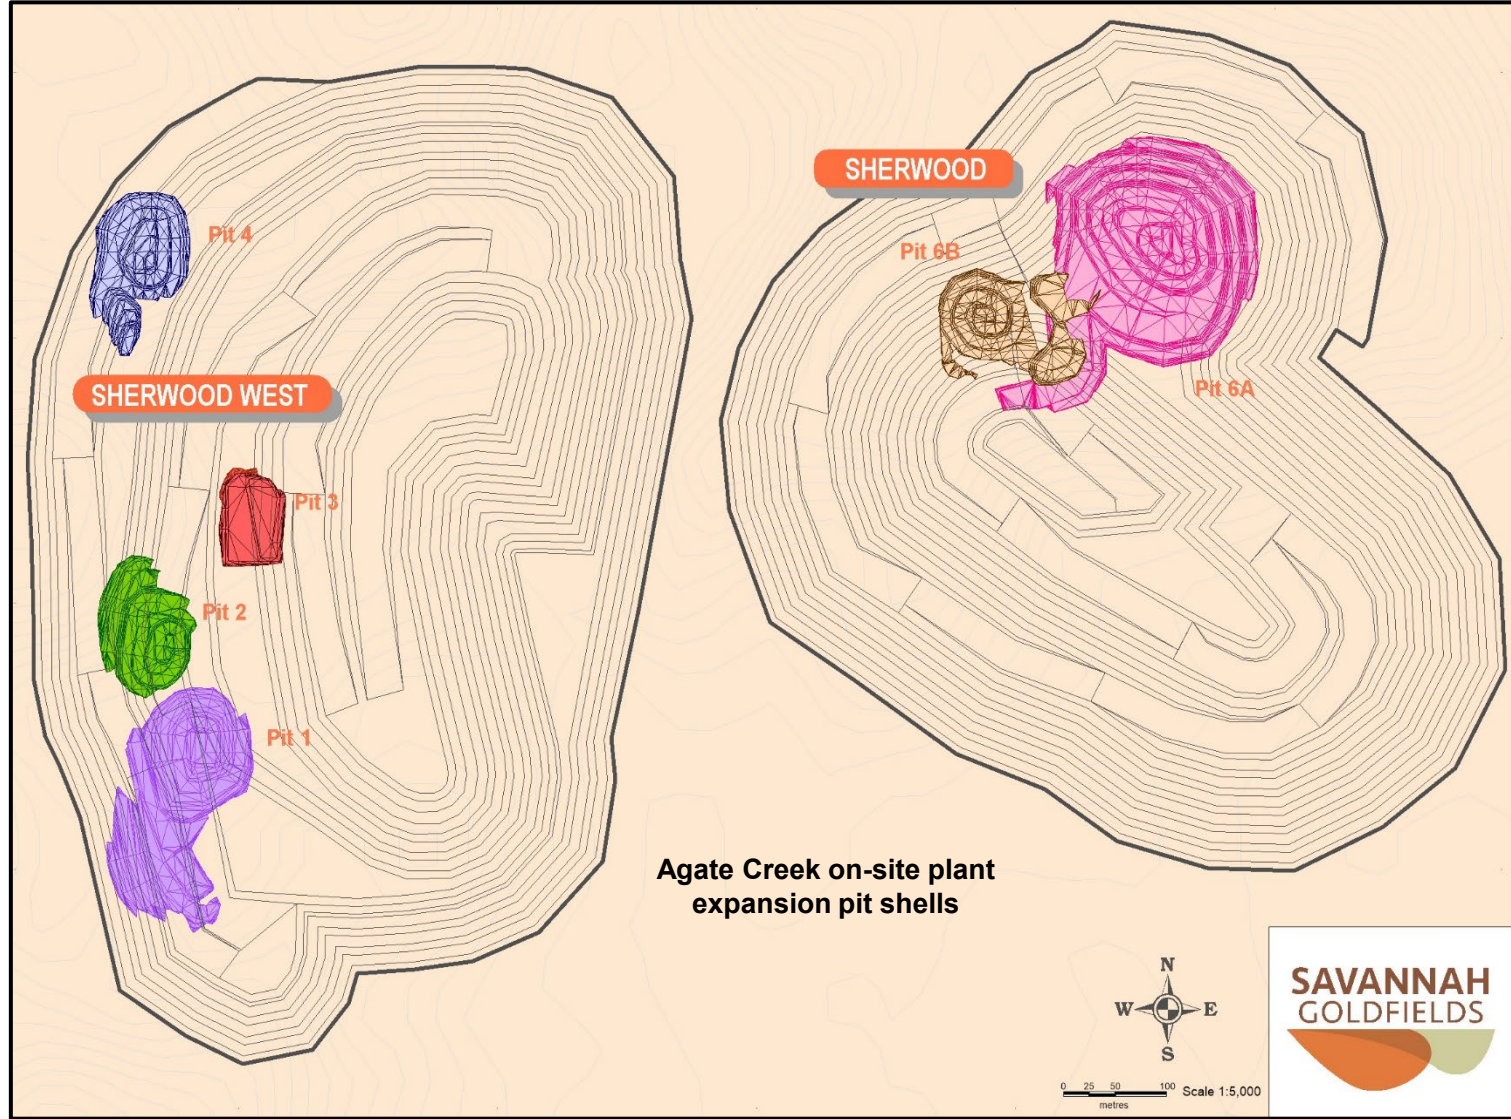 SHERWOOD
Pit 4
Pit 6B
SHERWOOD WEST
Pit 6A
Pit 3
Pit 2
Pit 1
Agate Creek on-site plant
expansion pit shells
N
W E
S
0 25 50 100 Scale 1:5,000
metres
SAVANNAH
GOLDFIELDS